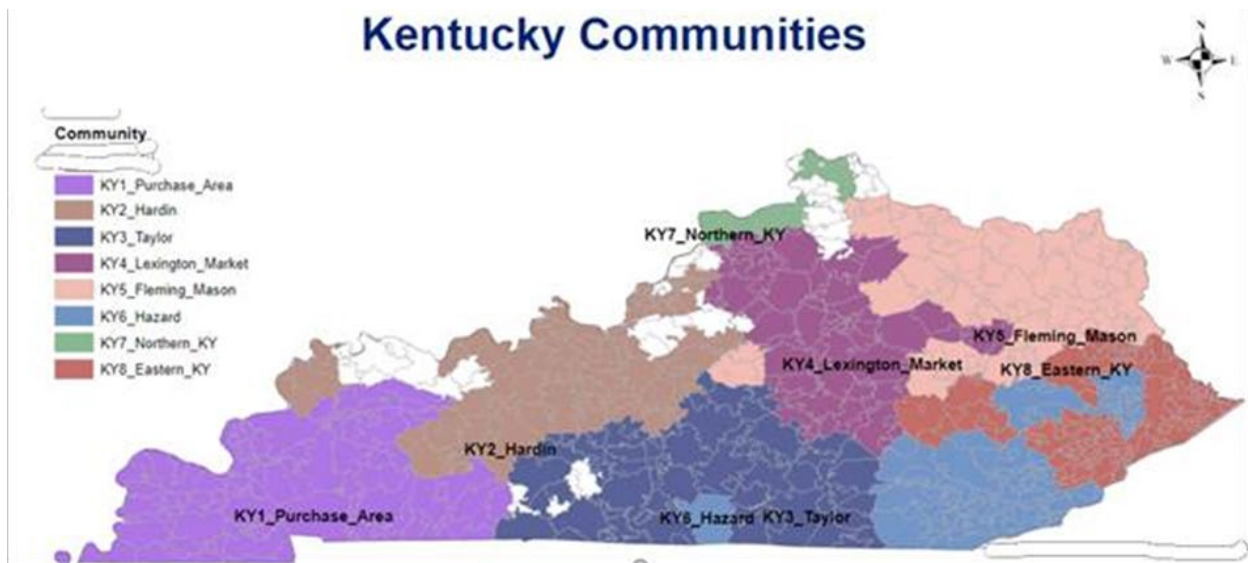 Kentucky Communities
N
W E
S
Community
KY1_Purchase_Area
KY2_Hardin
KY3_Taylor
KY4_Lexington_Market
KY5_Fleming_Mason
KY6_Hazard
KY7_Northern_KY
KY8_Eastern_KY
KY7_Northern_KY
KY5_Fleming_Mason
KY4_Lexington_Market
KY8_Eastern_KY
KY2_Hardin
KY1_Purchase_Area
KY6_Hazard
KY3_Taylor